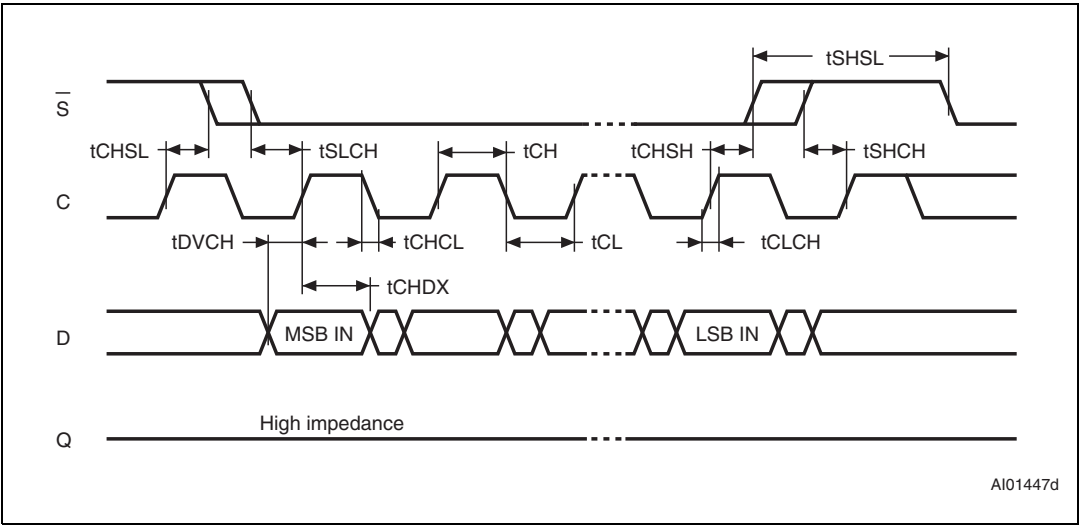 tSHSL
S
tCHSL
tSLCH
tCH
tCHSH
tSHCH
C
tDVCH
tCHCL
tCL
tCLCH
tCHDX
D
MSB IN
LSB IN
High impedance
Q
AI01447d